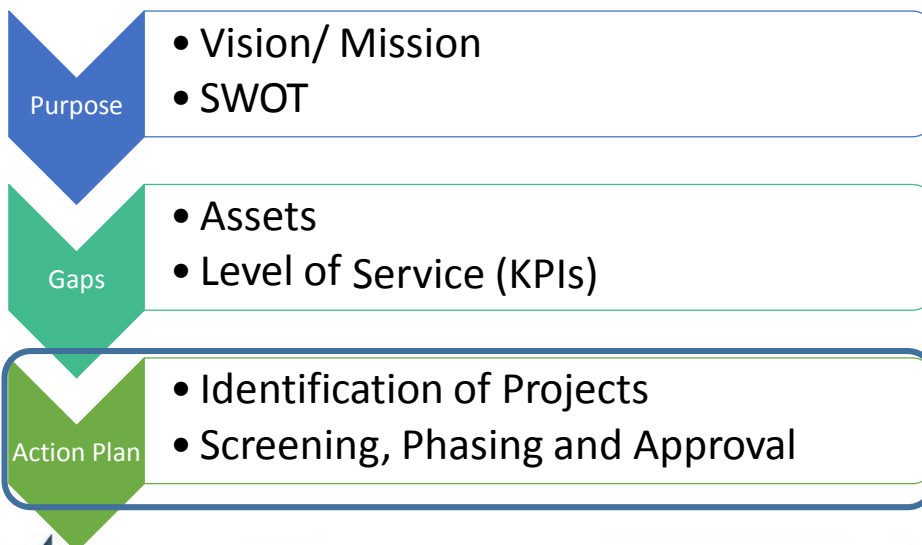 Purpose
• Vision/ Mission
• SWOT
Gaps
• Assets
• Level of Service (KPIs)
Action Plan
• Identification of Projects
• Screening, Phasing and Approval